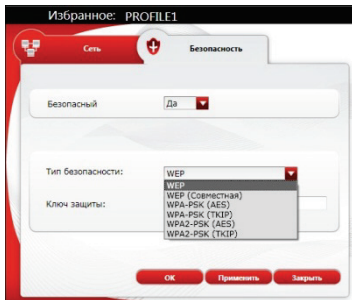 Избранное: PROFILE1
Сеть
Безопасность
Безопасный
Да
Тип безопасности:
WEP
WEP
WEP (Совместная)
WPA-PSK (AES)
Ключ защиты:
WPA-PSK (TKIP)
WPA2-PSK (AES)
WPA2-PSK (TKIP)
ОК
Применить
Закрыть